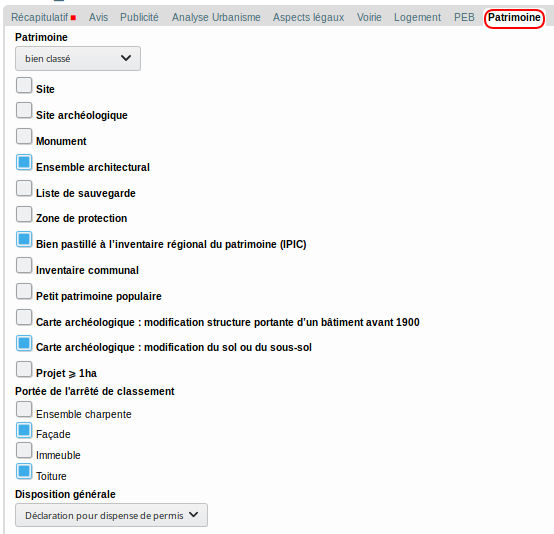 Récapitulatif Avis Publicité Analyse Urbanisme Aspects légaux Voirie Logement PEB Patrimoine
Patrimoine
bien classé
Site
Site archéologique
Monument
Ensemble architectural
Liste de sauvegarde
Zone de protection
Bien pastillé à l'inventaire régional du patrimoine (IPIC)
Inventaire communal
Petit patrimoine populaire
Carte archéologique : modification structure portante d'un bâtiment avant 1900
Carte archéologique : modification du sol ou du sous-sol
Projet ⩾ 1ha
Portée de l'arrêté de classement
Ensemble charpente
Façade
Immeuble
Toiture
Disposition générale
Déclaration pour dispense de permis